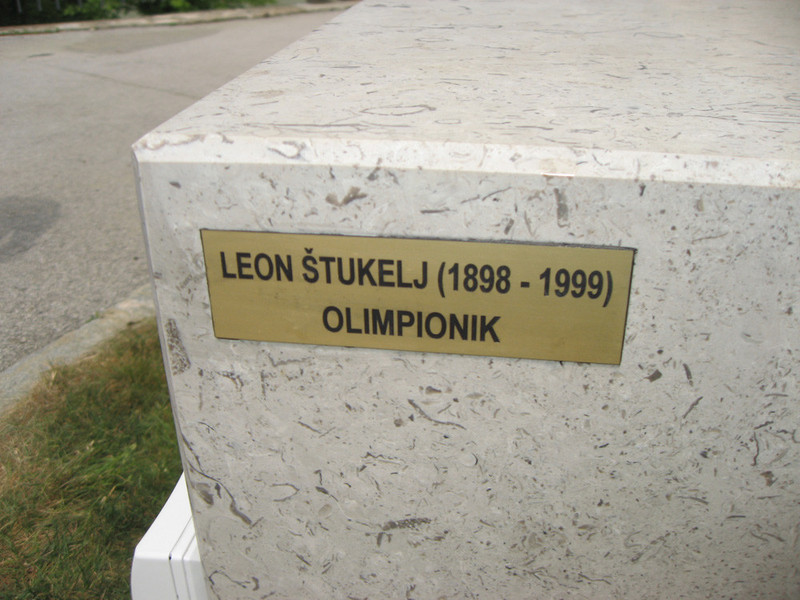 LEON ŠTUKELJ (1898 - 1999)
OLIMPIONIK